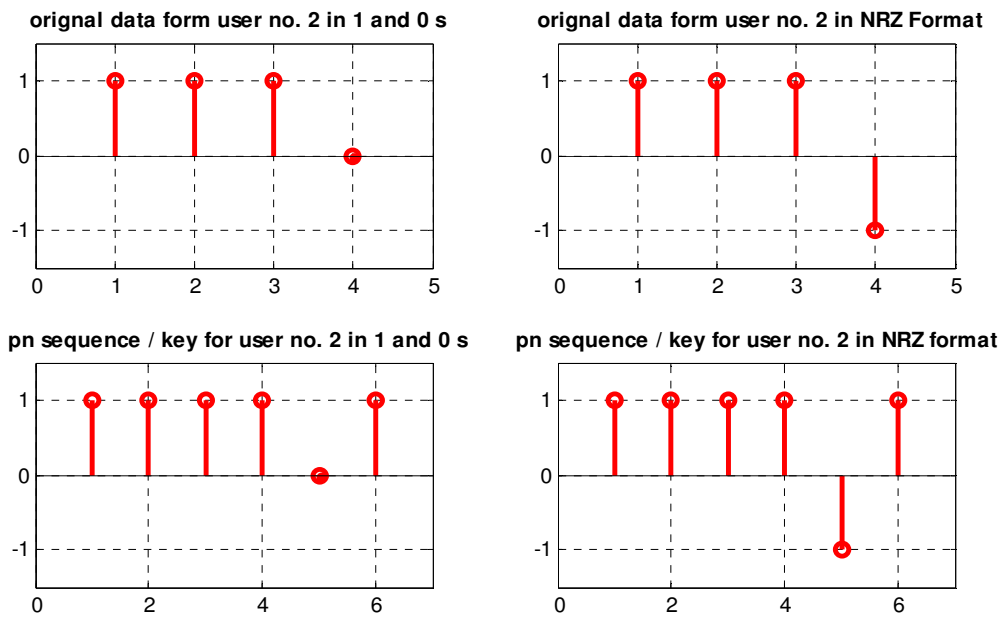 orignal data form user no. 2 in 1 and 0 s
1
0
-1
0 1 2 3 4 5
orignal data form user no. 2 in NRZ Format
1
0
-1
0 1 2 3 4 5
pn sequence / key for user no. 2 in 1 and 0 s
1
0
-1
0 2 4 6
pn sequence / key for user no. 2 in NRZ format
1
0
-1
0 2 4 6